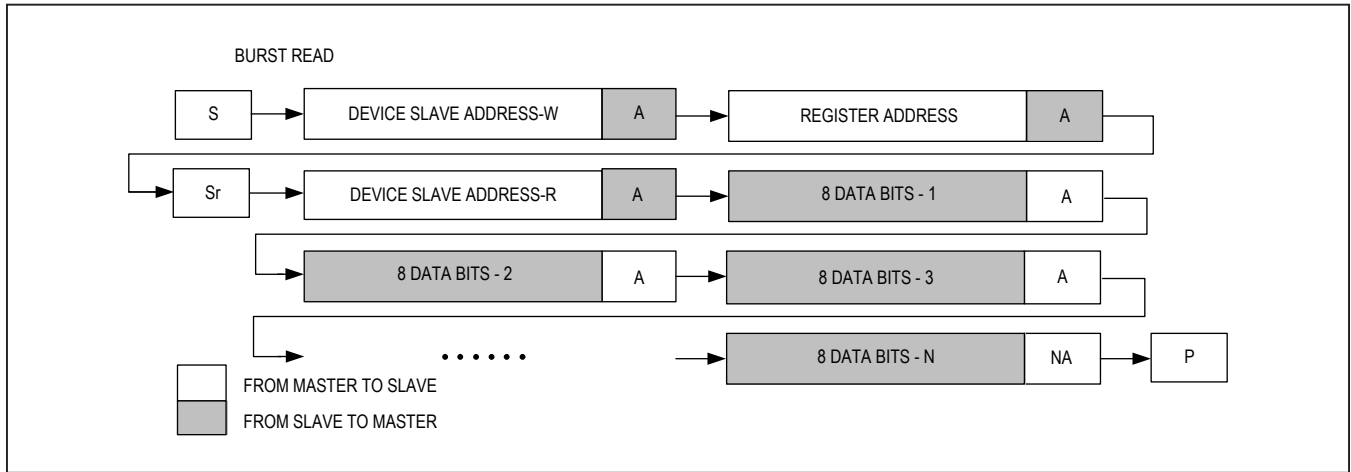 BURST READ
S DEVICE SLAVE ADDRESS-W A REGISTER ADDRESS A
Sr DEVICE SLAVE ADDRESS-R A 8 DATA BITS - 1 A
8 DATA BITS - 2 A 8 DATA BITS - 3 A
...... 8 DATA BITS - N NA P
FROM MASTER TO SLAVE
FROM SLAVE TO MASTER